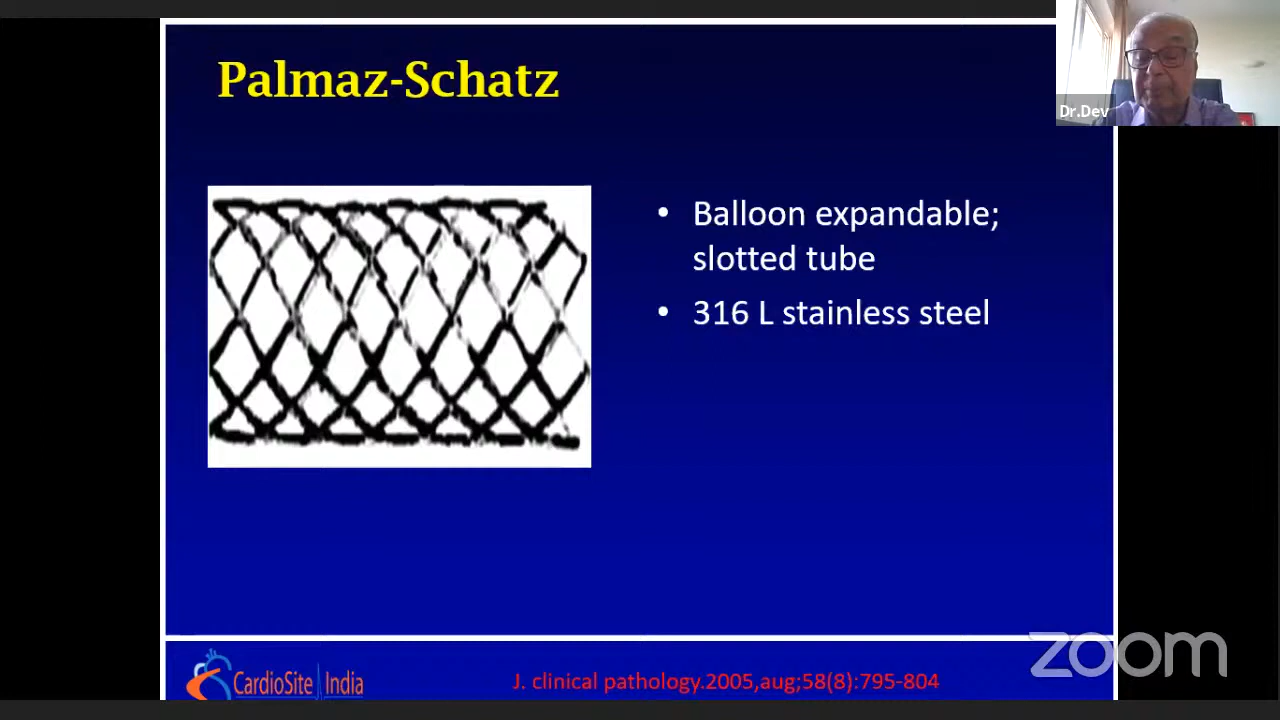 Palmaz-Schatz
Dr.Dev
• Balloon expandable;
slotted tube
• 316 L stainless steel
CardioSite India
J. clinical pathology.2005,aug;58(8):795-804
zoom